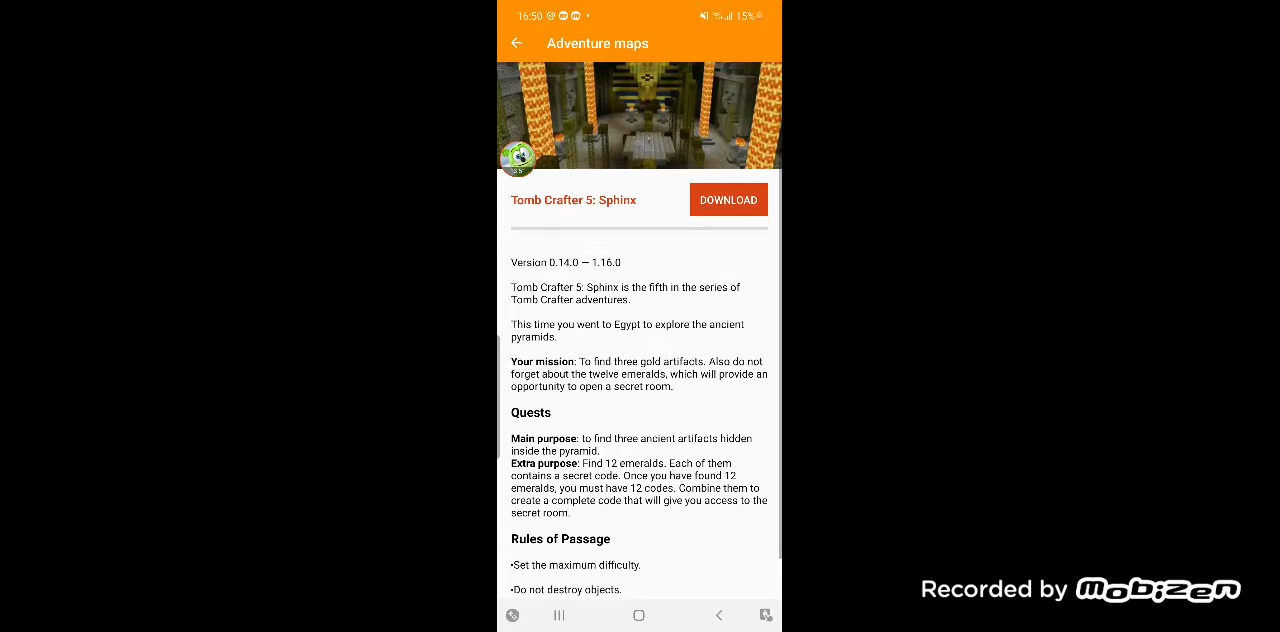 16:50
15%
Adventure maps
Tomb Crafter 5: Sphinx
DOWNLOAD
Version 0.14.0 — 1.16.0
Tomb Crafter 5: Sphinx is the fifth in the series of
Tomb Crafter adventures.
This time you went to Egypt to explore the ancient
pyramids.
Your mission: To find three gold artifacts. Also do not
forget about the twelve emeralds, which will provide an
opportunity to open a secret room.
Quests
Main purpose: to find three ancient artifacts hidden
inside the pyramid.
Extra purpose: Find 12 emeralds. Each of them
contains a secret code. Once you have found 12
emeralds, you must have 12 codes. Combine them to
create a complete code that will give you access to the
secret room.
Rules of Passage
•Set the maximum difficulty.
•Do not destroy objects.
Recorded by mobizen